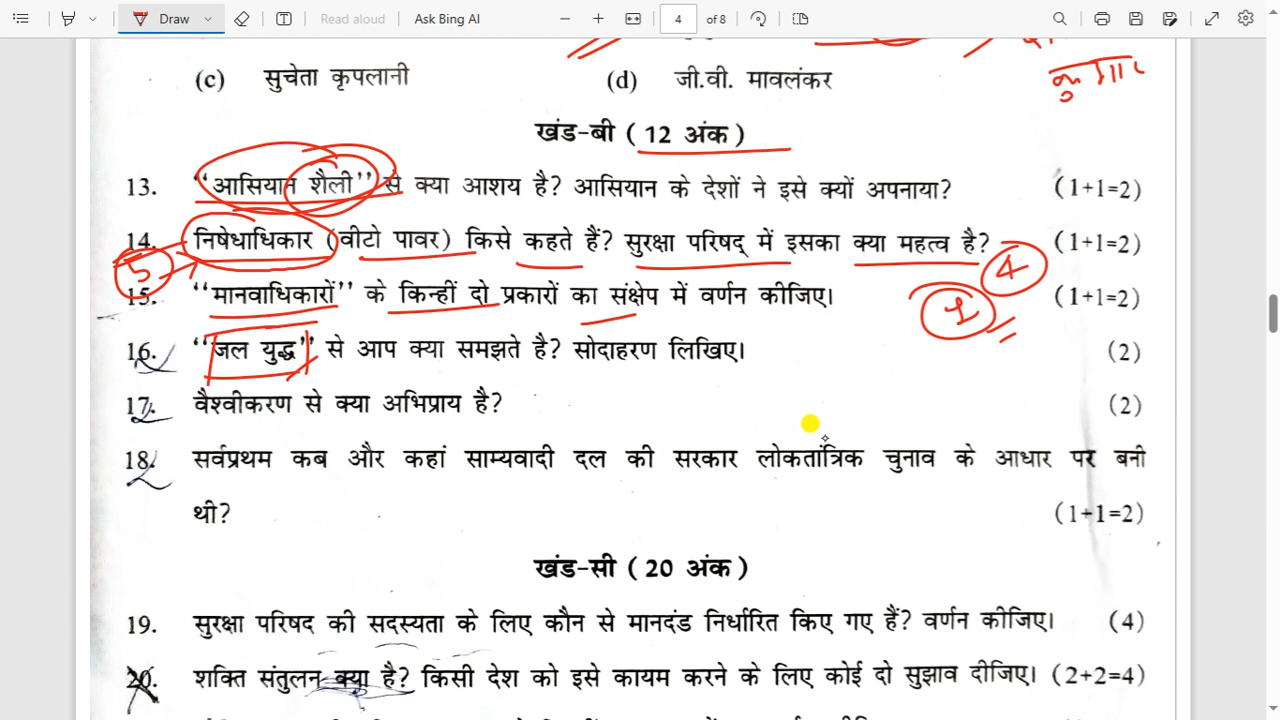 Draw
Read aloud
Ask Bing AI
4
of 8
(c) सुचेता कृपलानी (d) जी.वी. मावलंकर
खंड-बी (12 अंक)
13. "आसियान शैली" से क्या आशय है? आसियान के देशों ने इसे क्यों अपनाया? (1+1=2)
14. निषेधाधिकार (वीटो पावर) किसे कहते हैं? सुरक्षा परिषद् में इसका क्या महत्व है? (1+1=2)
5
4
15. "मानवाधिकारों" के किन्हीं दो प्रकारों का संक्षेप में वर्णन कीजिए। (1+1=2)
1
16. "जल युद्ध" से आप क्या समझते है? सोदाहरण लिखिए। (2)
17. वैश्वीकरण से क्या अभिप्राय है? (2)
18. सर्वप्रथम कब और कहां साम्यवादी दल की सरकार लोकतांत्रिक चुनाव के आधार पर बनी
थी? (1+1=2)
खंड-सी (20 अंक)
19. सुरक्षा परिषद की सदस्यता के लिए कौन से मानदंड निर्धारित किए गए हैं? वर्णन कीजिए। (4)
20. शक्ति संतुलन क्या है? किसी देश को इसे कायम करने के लिए कोई दो सुझाव दीजिए। (2+2=4)